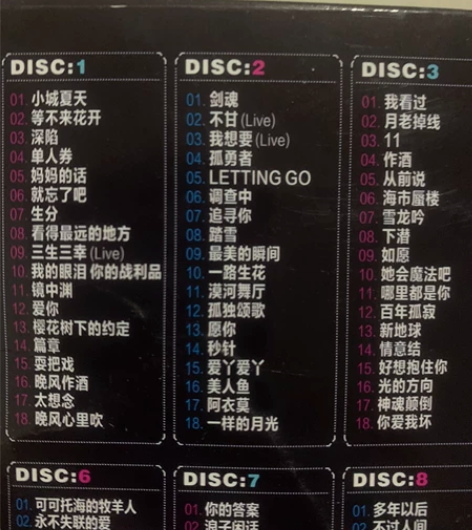 DISC:1
01. 小城夏天
02. 等不来花开
03. 深陷
04. 单人券
05. 妈妈的话
06. 就忘了吧
07. 生分
08. 看得最远的地方
09. 三生三幸(Live)
10. 我的眼泪 你的战利品
11. 镜中渊
12. 爱你
13. 樱花树下的约定
14. 篇章
15. 耍把戏
16. 晚风作酒
17. 太想念
18. 晚风心里吹
DISC:2
01. 剑魂
02. 不甘(Live)
03. 我想要(Live)
04. 孤勇者
05. LETTING GO
06. 调查中
07. 追寻你
08. 踏雪
09. 最美的瞬间
10. 一路生花
11. 漠河舞厅
12. 孤独颂歌
13. 愿你
14. 秒针
15. 爱丫爱丫
16. 美人鱼
17. 阿衣莫
18. 一样的月光
DISC:3
01. 我看过
02. 月老掉线
03. 11
04. 作酒
05. 从前说
06. 海市蜃楼
07. 雪龙吟
08. 下潜
09. 如愿
10. 她会魔法吧
11. 哪里都是你
12. 百年孤寂
13. 新地球
14. 情意结
15. 好想抱住你
16. 光的方向
17. 神魂颠倒
18. 你爱我坏
DISC:6
01. 可可托海的牧羊人
02. 永不失联的爱
DISC:7
01. 你的答案
02. 浪子闲话
DISC:8
01. 多年以后
02. 不过人间